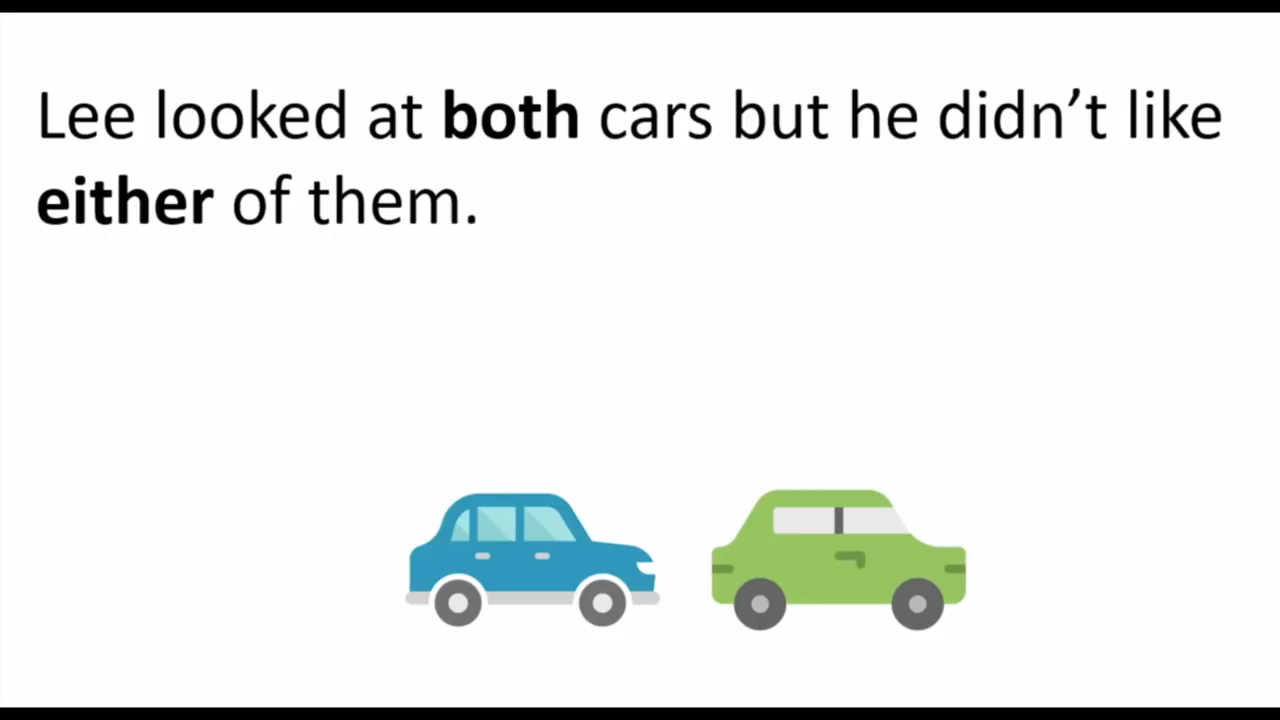 Lee looked at both cars but he didn’t like
either of them.